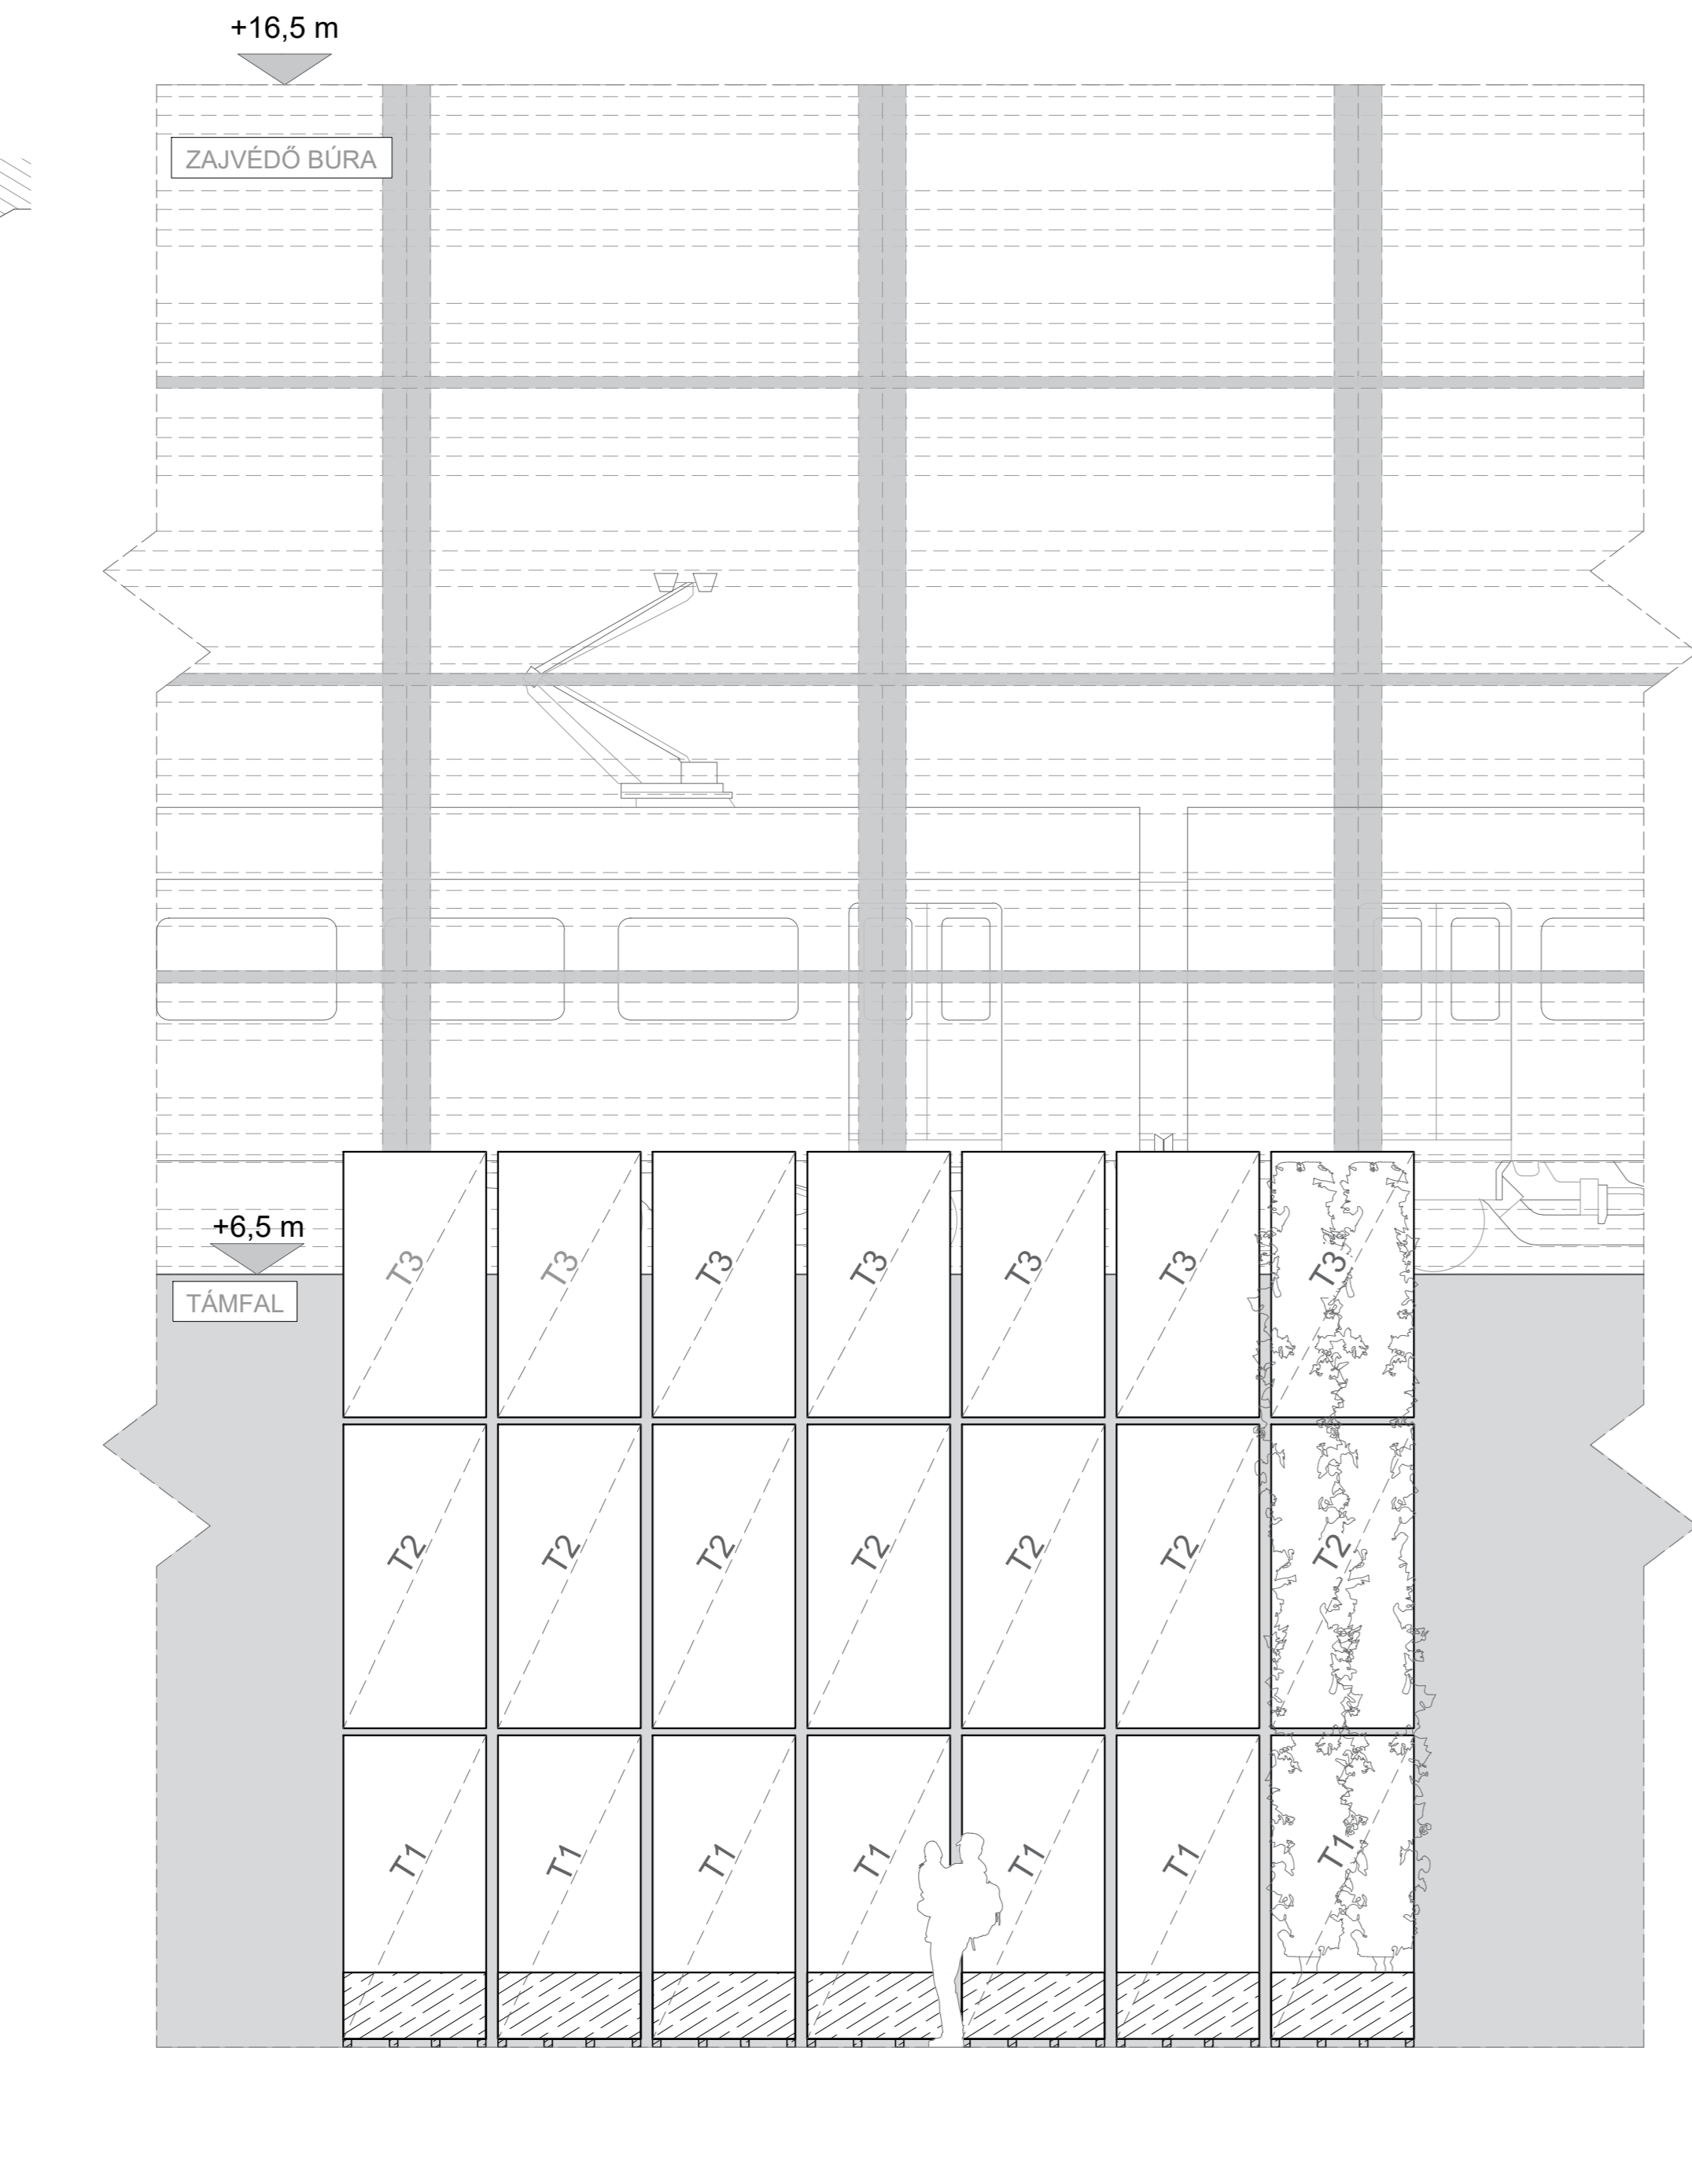 +16,5 m
ZAJVÉDŐ BÚRA
+6,5 m
TÁMFAL
T3 T3 T3 T3 T3 T3 T3
T2 T2 T2 T2 T2 T2 T2
T1 T1 T1 T1 T1 T1 T1